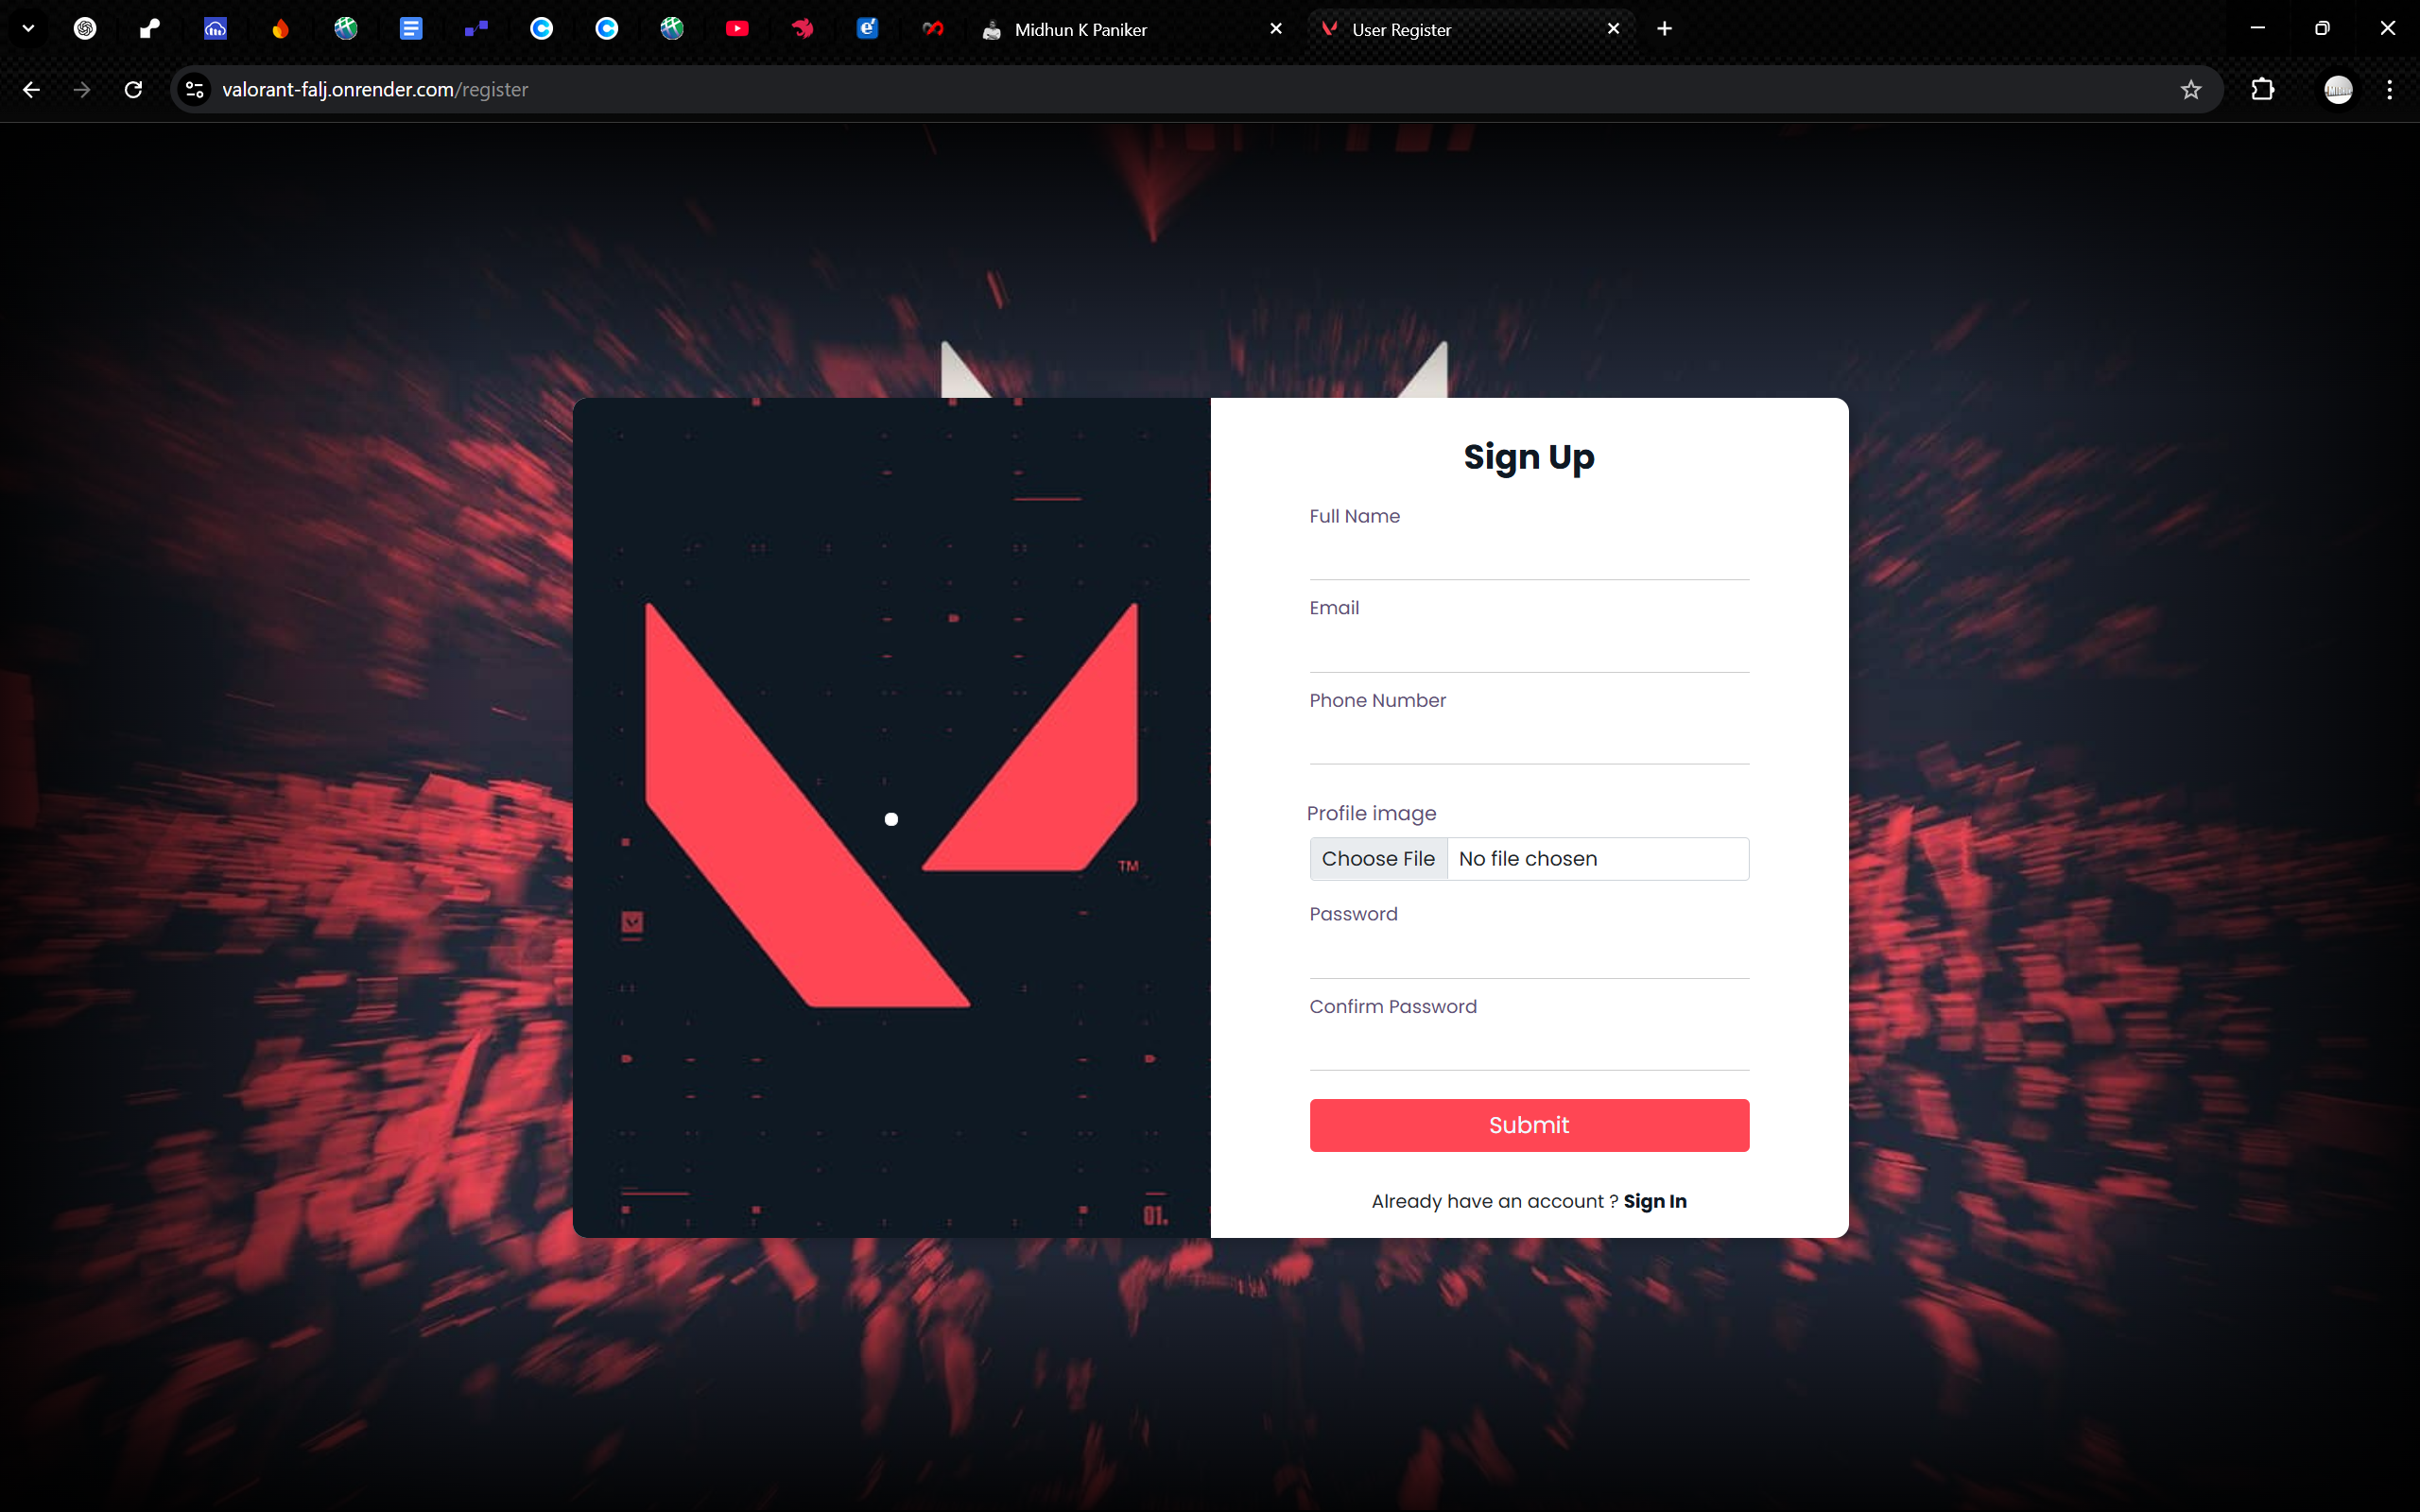 Midhun K Paniker
User Register
valorant-falj.onrender.com/register
Sign Up
Full Name
Email
Phone Number
Profile image
Choose File No file chosen
Password
Confirm Password
Submit
Already have an account ? Sign In
TM
01.